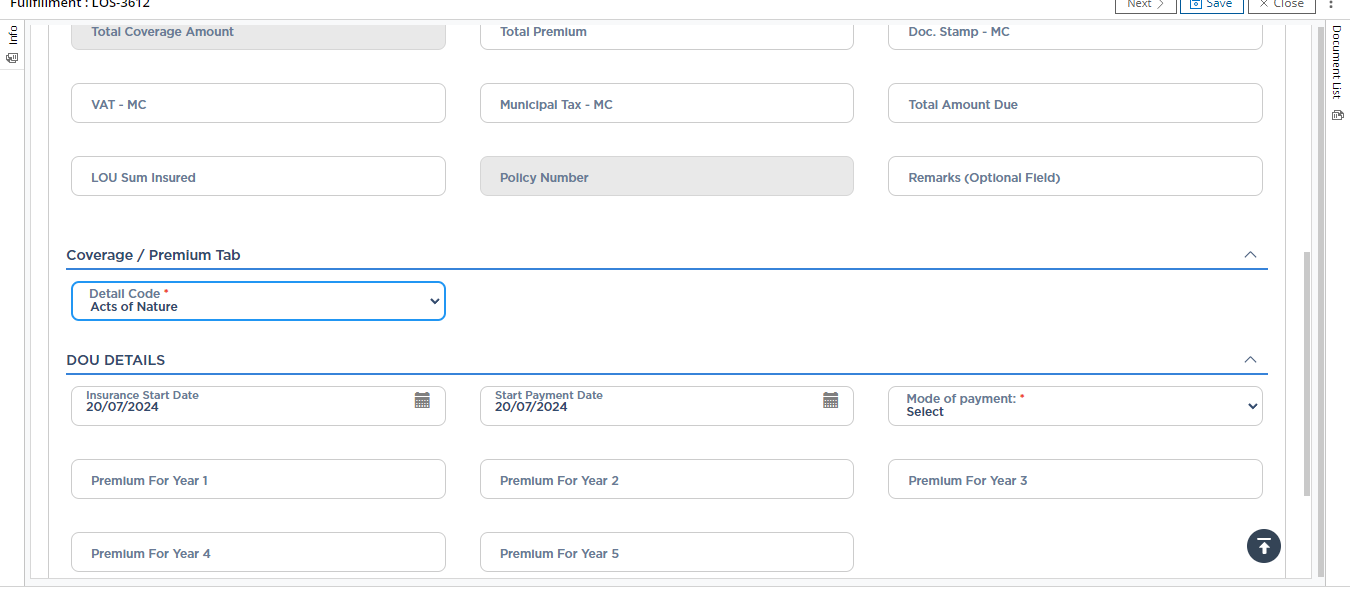 Fulfillment : LOS-3612
Next
Save
Close
Info
Document List
Total Coverage Amount
Total Premium
Doc. Stamp - MC
VAT - MC
Municipal Tax - MC
Total Amount Due
LOU Sum Insured
Policy Number
Remarks (Optional Field)
Coverage / Premium Tab
Detail Code *
Acts of Nature
DOU DETAILS
Insurance Start Date
20/07/2024
Start Payment Date
20/07/2024
Mode of payment: *
Select
Premium For Year 1
Premium For Year 2
Premium For Year 3
Premium For Year 4
Premium For Year 5